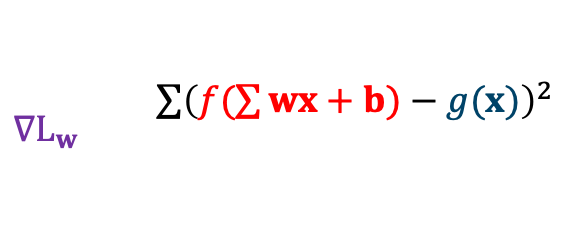 ∑(f(∑ wx + b) − g(x))²
∇L_w